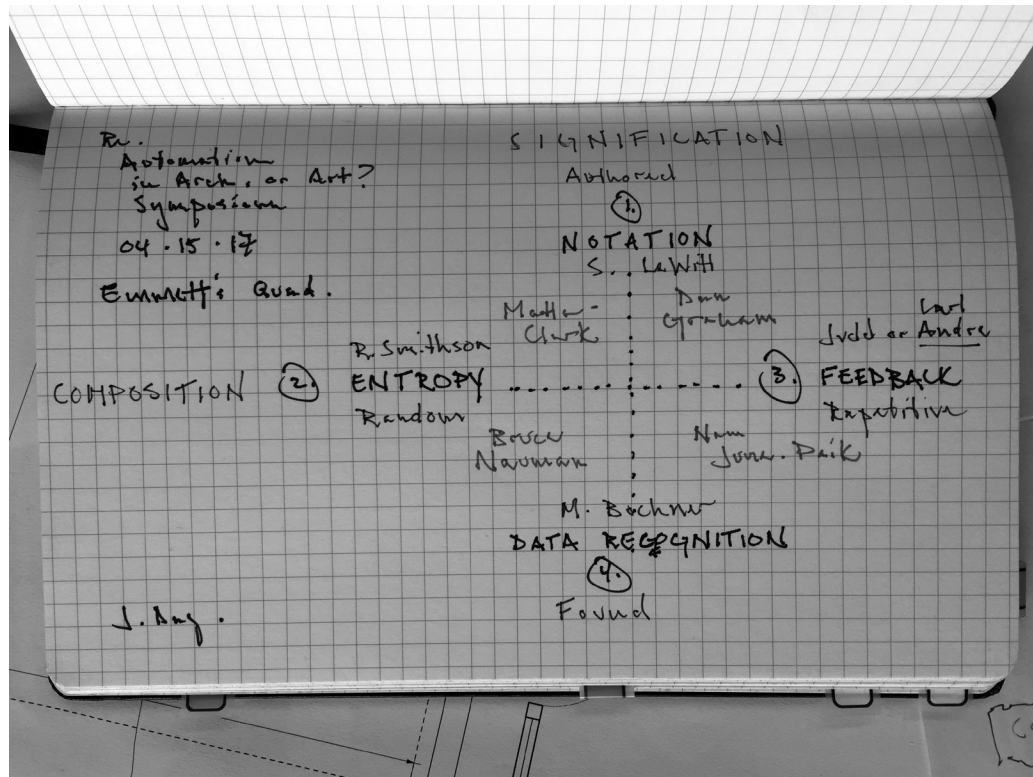 Re.
Automation
in Arch. or Art?
Symposium
04.15.17
Emmett's Quad.
SIGNIFICATION
Authored
1.
NOTATION
S. LeWitt
Matta-
Clark
Dan
Graham
R. Smithson
Carl
Judd or Andre
COMPOSITION 2. ENTROPY 3. FEEDBACK
Random
Repetitive
Bruce
Nauman
Nam
June. Paik
M. Bochner
DATA RECOGNITION
4.
Found
J.